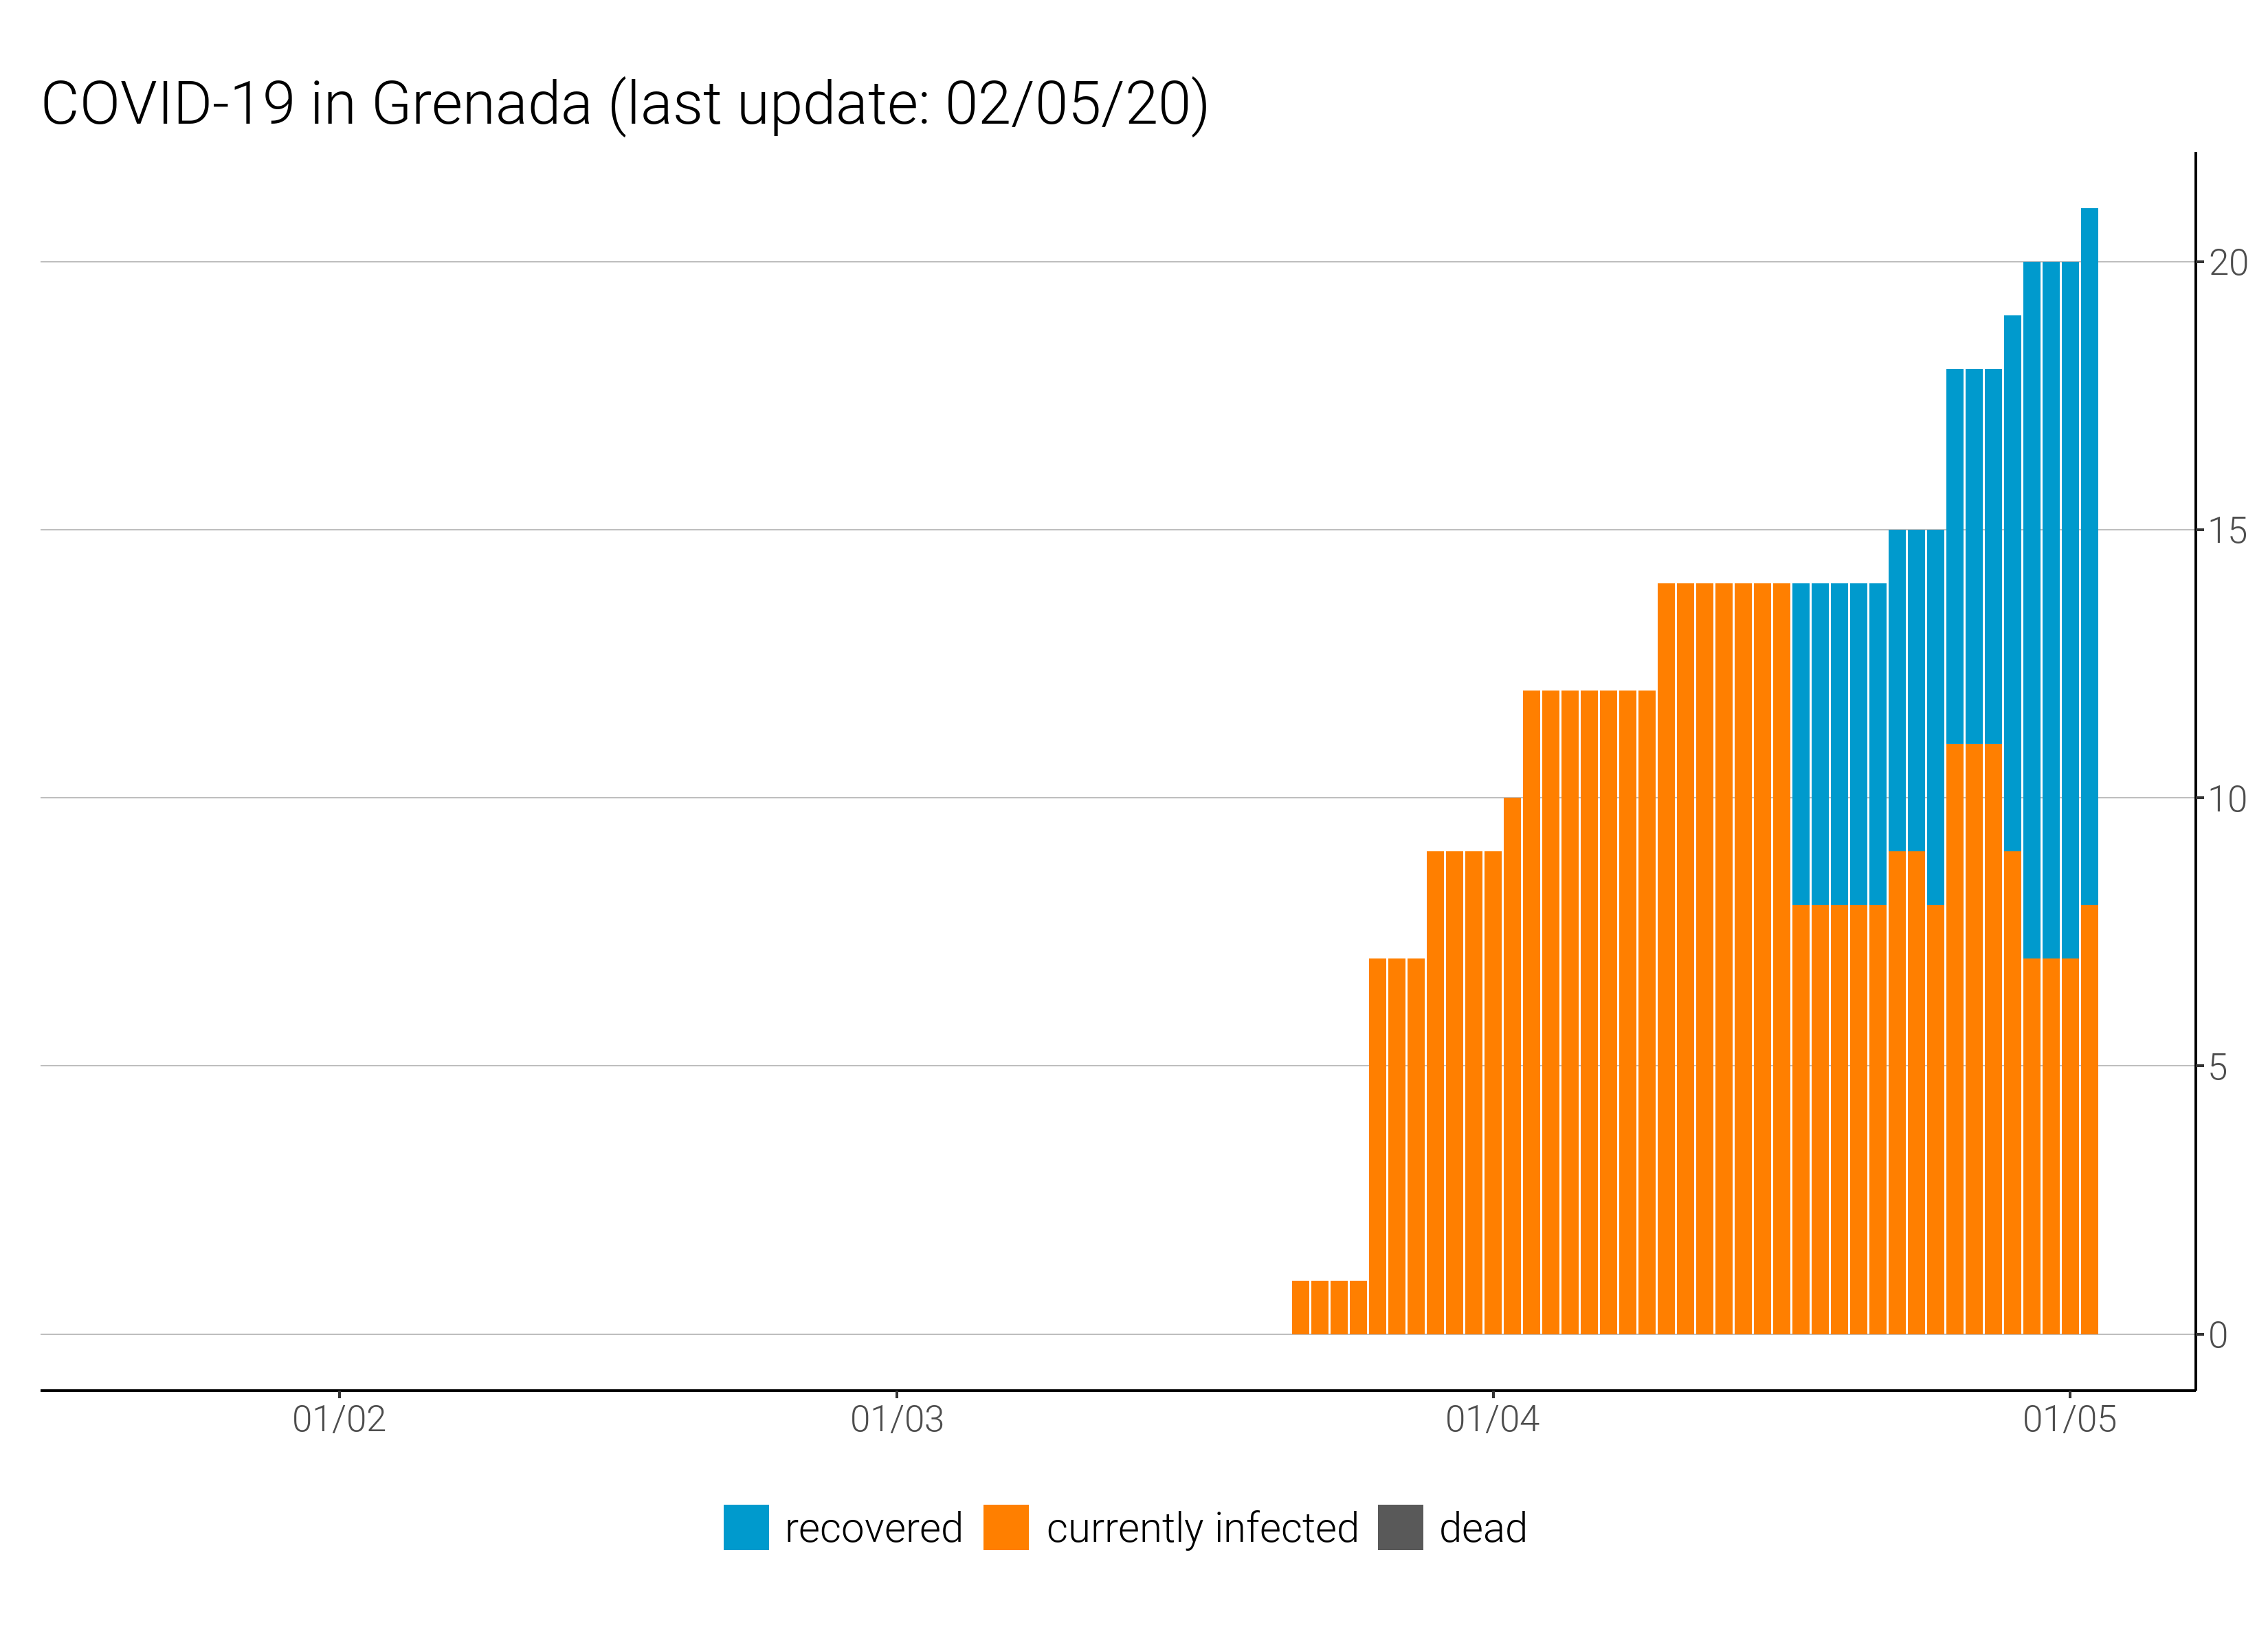 COVID-19 in Grenada (last update: 02/05/20)
20
15
10
5
0
01/02 01/03 01/04 01/05
recovered currently infected dead